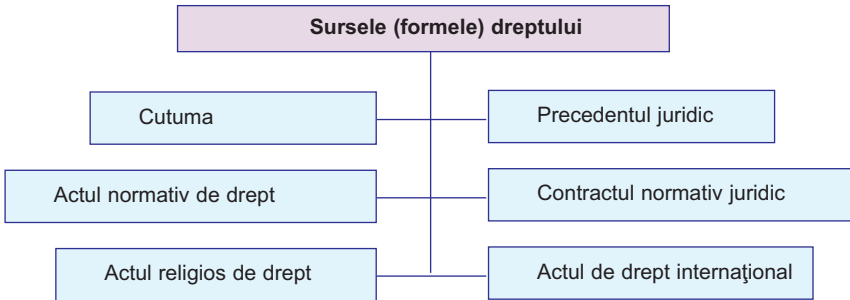 Sursele (formele) dreptului
Cutuma
Precedentul juridic
Actul normativ de drept
Contractul normativ juridic
Actul religios de drept
Actul de drept internaţional